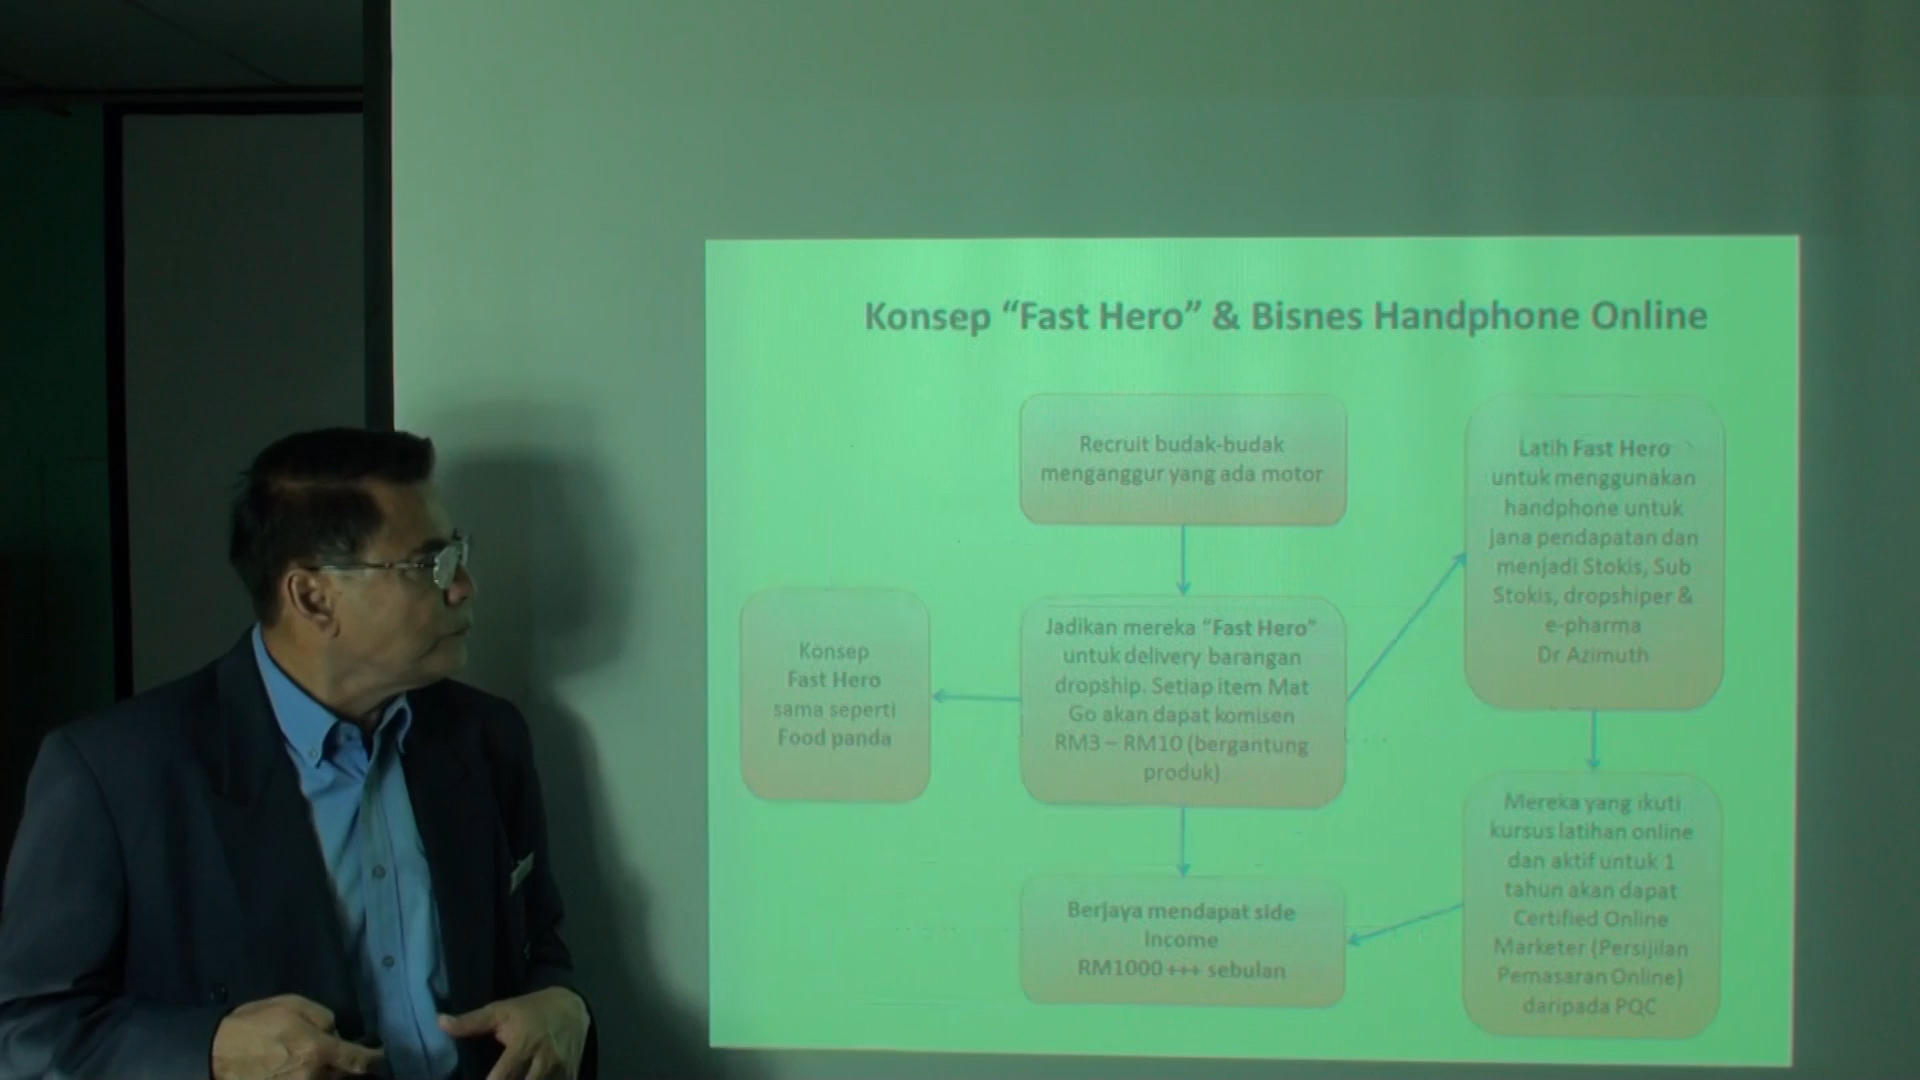 Konsep “Fast Hero” & Bisnes Handphone Online
Recruit budak-budak
menganggur yang ada motor
Jadikan mereka “Fast Hero”
untuk delivery barangan
dropship. Setiap item Mat
Go akan dapat komisen
RM3 – RM10 (bergantung
produk)
Konsep
Fast Hero
sama seperti
Food panda
Berjaya mendapat side
Income
RM1000 +++ sebulan
Latih Fast Hero
untuk menggunakan
handphone untuk
jana pendapatan dan
menjadi Stokis, Sub
Stokis, dropshiper &
e-pharma
Dr Azimuth
Mereka yang ikuti
kursus latihan online
dan aktif untuk 1
tahun akan dapat
Certified Online
Marketer (Persijilan
Pemasaran Online)
daripada PQC